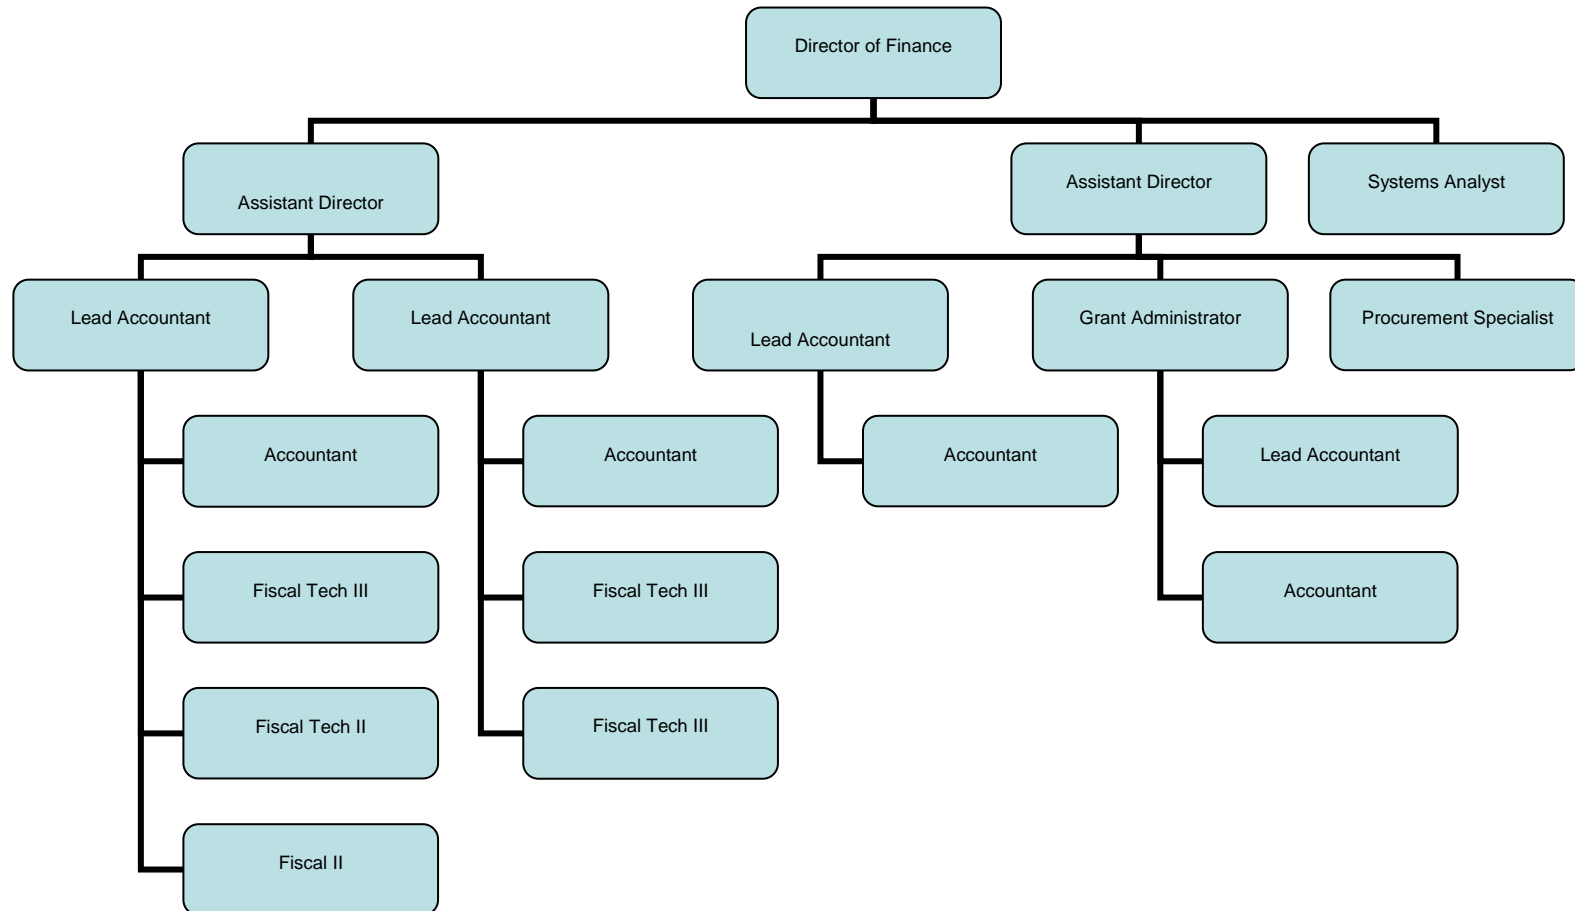 Director of Finance
Assistant Director
Assistant Director
Systems Analyst
Lead Accountant
Lead Accountant
Lead Accountant
Grant Administrator
Procurement Specialist
Accountant
Accountant
Accountant
Lead Accountant
Fiscal Tech III
Fiscal Tech III
Accountant
Fiscal Tech II
Fiscal Tech III
Fiscal II